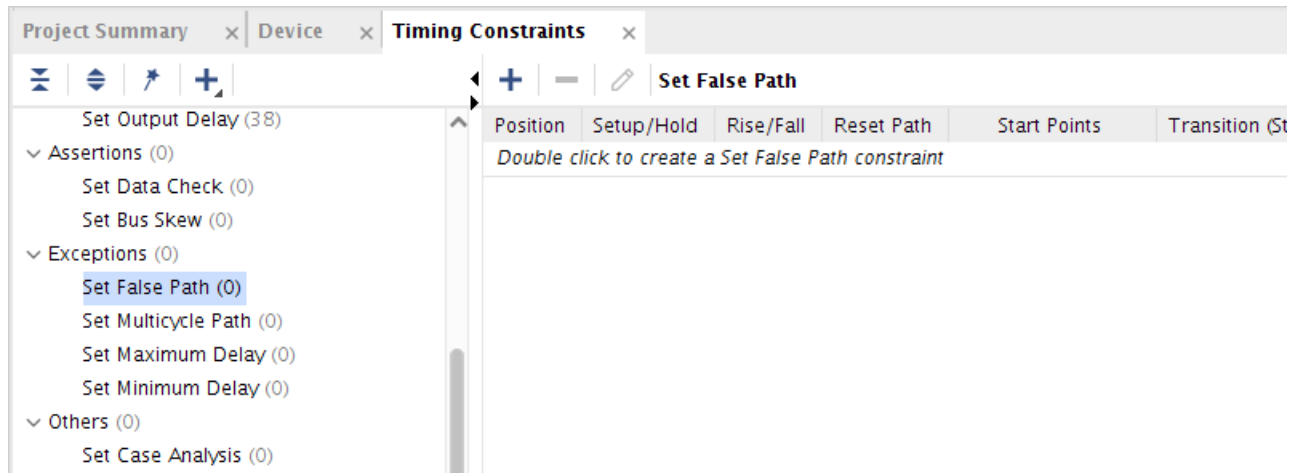 Project Summary Device Timing Constraints
Set False Path
Set Output Delay (38)
Assertions (0)
Set Data Check (0)
Set Bus Skew (0)
Exceptions (0)
Set False Path (0)
Set Multicycle Path (0)
Set Maximum Delay (0)
Set Minimum Delay (0)
Others (0)
Set Case Analysis (0)
Position Setup/Hold Rise/Fall Reset Path Start Points Transition (St
Double click to create a Set False Path constraint